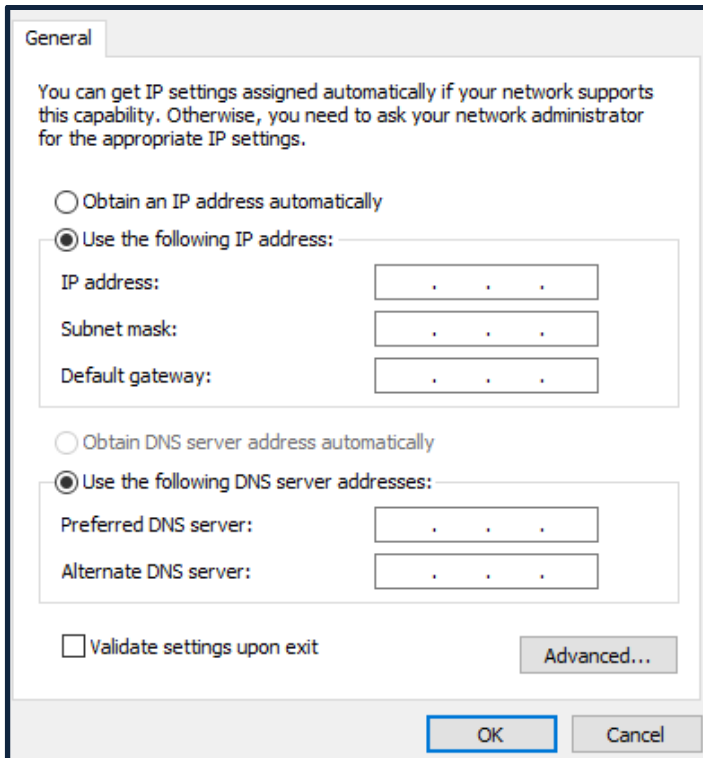 General
You can get IP settings assigned automatically if your network supports
this capability. Otherwise, you need to ask your network administrator
for the appropriate IP settings.
Obtain an IP address automatically
Use the following IP address:
IP address: . . .
Subnet mask: . . .
Default gateway: . . .
Obtain DNS server address automatically
Use the following DNS server addresses:
Preferred DNS server: . . .
Alternate DNS server: . . .
Validate settings upon exit
Advanced...
OK Cancel